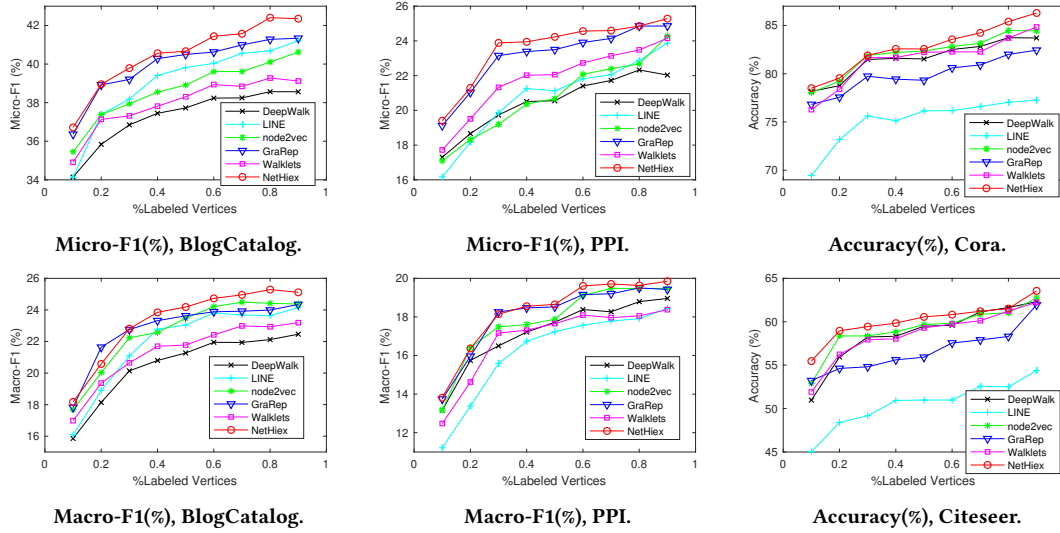 42
40
38
36
34
Micro-F1 (%)
0 0.2 0.4 0.6 0.8 1
%Labeled Vertices
DeepWalk
LINE
node2vec
GraRep
Walklets
NetHiex
Micro-F1(%), BlogCatalog.
26
24
22
20
18
16
Micro-F1 (%)
0 0.2 0.4 0.6 0.8 1
%Labeled Vertices
DeepWalk
LINE
node2vec
GraRep
Walklets
NetHiex
Micro-F1(%), PPI.
85
80
75
70
Accuracy (%)
0 0.2 0.4 0.6 0.8 1
%Labeled Vertices
DeepWalk
LINE
node2vec
GraRep
Walklets
NetHiex
Accuracy(%), Cora.
26
24
22
20
18
16
Macro-F1 (%)
0 0.2 0.4 0.6 0.8 1
%Labeled Vertices
DeepWalk
LINE
node2vec
GraRep
Walklets
NetHiex
Macro-F1(%), BlogCatalog.
20
18
16
14
12
Macro-F1 (%)
0 0.2 0.4 0.6 0.8 1
%Labeled Vertices
DeepWalk
LINE
node2vec
GraRep
Walklets
NetHiex
Macro-F1(%), PPI.
65
60
55
50
45
Accuracy (%)
0 0.2 0.4 0.6 0.8 1
%Labeled Vertices
DeepWalk
LINE
node2vec
GraRep
Walklets
NetHiex
Accuracy(%), Citeseer.